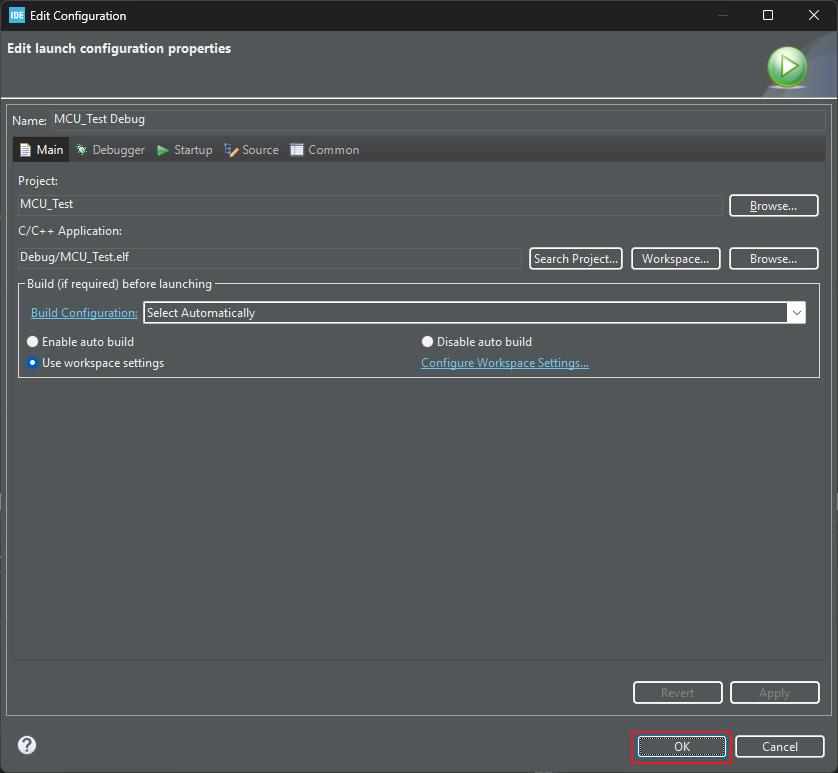 IDE Edit Configuration
Edit launch configuration properties
Name: MCU_Test Debug
Main Debugger Startup Source Common
Project:
MCU_Test Browse...
C/C++ Application:
Debug/MCU_Test.elf Search Project... Workspace... Browse...
Build (if required) before launching
Build Configuration: Select Automatically
Enable auto build Disable auto build
Use workspace settings Configure Workspace Settings...
Revert Apply
? OK Cancel